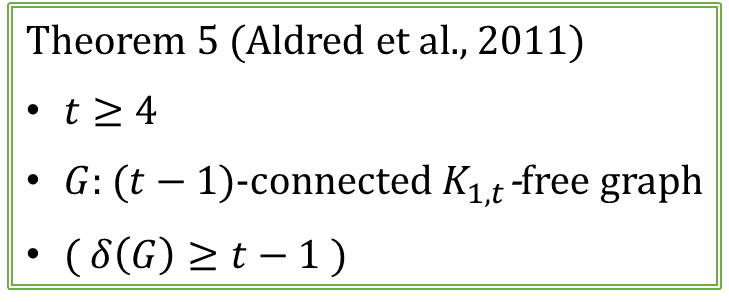 Theorem 5 (Aldred et al., 2011)
• t ≥ 4
• G: (t − 1)-connected K₁,ₜ-free graph
• ( δ(G) ≥ t − 1 )